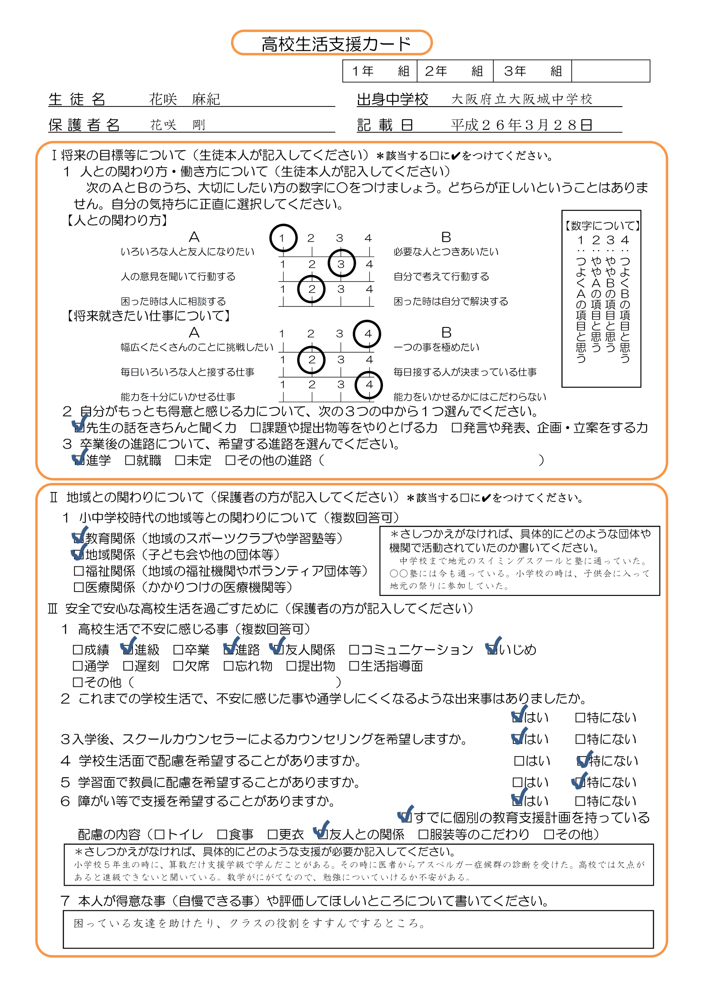 高校生活支援カード
1年　組　2年　組　3年　組
生徒名　花咲　麻紀　出身中学校　大阪府立大阪城中学校
保護者名　花咲　剛　記載日　平成２６年３月２８日
Ⅰ 将来の目標等について（生徒本人が記入してください）＊該当する□に✔をつけてください。
１ 人との関わり方・働き方について（生徒本人が記入してください）
次のＡとＢのうち、大切にしたい方の数字に〇をつけましょう。どちらが正しいということはありま
せん。自分の気持ちに正直に選択してください。
【人との関わり方】
Ａ　1　2　3　4　Ｂ
いろいろな人と友人になりたい　必要な人とつきあいたい
1　2　3　4
人の意見を聞いて行動する　自分で考えて行動する
1　2　3　4
困った時は人に相談する　困った時は自分で解決する
【将来就きたい仕事について】
Ａ　1　2　3　4　Ｂ
幅広くたくさんのことに挑戦したい　一つの事を極めたい
1　2　3　4
毎日いろいろな人と接する仕事　毎日接する人が決まっている仕事
1　2　3　4
能力を十分にいかせる仕事　能力をいかせるかにはこだわらない
【数字について】
１：つよくＡの項目と思う
２：ややＡの項目と思う
３：ややＢの項目と思う
４：つよくＢの項目と思う
２ 自分がもっとも得意と感じる力について、次の３つの中から１つ選んでください。
☑先生の話をきちんと聞く力　□課題や提出物等をやりとげる力　□発言や発表、企画・立案をする力
３ 卒業後の進路について、希望する進路を選んでください。
☑進学　□就職　□未定　□その他の進路（　　　）
Ⅱ 地域との関わりについて（保護者の方が記入してください）＊該当する□に✔をつけてください。
１ 小中学校時代の地域等との関わりについて（複数回答可）
☑教育関係（地域のスポーツクラブや学習塾等）
☑地域関係（子ども会や他の団体等）
□福祉関係（地域の福祉機関やボランティア団体等）
□医療関係（かかりつけの医療機関等）
＊さしつかえがなければ、具体的にどのような団体や
機関で活動されていたのか書いてください。
中学校まで地元のスイミングスクールと塾に通っていた。
〇〇塾には今も通っている。小学校の時は、子供会に入って
地元の祭りに参加していた。
Ⅲ 安全で安心な高校生活を過ごすために（保護者の方が記入してください）
１ 高校生活で不安に感じる事（複数回答可）
□成績　☑進級　□卒業　☑進路　☑友人関係　□コミュニケーション　☑いじめ
□通学　□遅刻　□欠席　□忘れ物　□提出物　□生活指導面
□その他（　　　）
２ これまでの学校生活で、不安に感じた事や通学しにくくなるような出来事はありましたか。
☑はい　□特にない
３入学後、スクールカウンセラーによるカウンセリングを希望しますか。　☑はい　□特にない
４ 学校生活面で配慮を希望することがありますか。　□はい　☑特にない
５ 学習面で教員に配慮を希望することがありますか。　□はい　☑特にない
６ 障がい等で支援を希望することがありますか。　☑はい　□特にない
☑すでに個別の教育支援計画を持っている
配慮の内容（□トイレ　□食事　□更衣　☑友人との関係　□服装等のこだわり　□その他）
＊さしつかえがなければ、具体的にどのような支援が必要か記入してください。
小学校５年生の時に、算数だけ支援学級で学んだことがある。その時に医者からアスペルガー症候群の診断を受けた。高校では欠点が
あると進級できないと聞いている。数学がにがてなので、勉強についていけるか不安がある。
７ 本人が得意な事（自慢できる事）や評価してほしいところについて書いてください。
困っている友達を助けたり、クラスの役割をすすんでするところ。